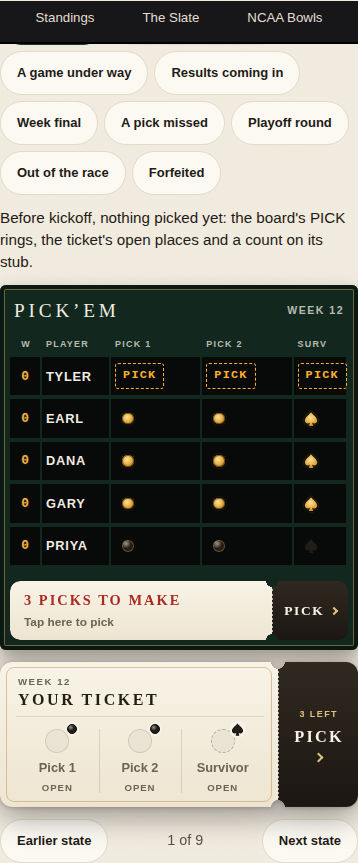 Standings The Slate NCAA Bowls
A game under way Results coming in
Week final A pick missed Playoff round
Out of the race Forfeited
Before kickoff, nothing picked yet: the board's PICK
rings, the ticket's open places and a count on its
stub.
PICK’EM WEEK 12
W PLAYER PICK 1 PICK 2 SURV
0 TYLER PICK PICK PICK
0 EARL
0 DANA
0 GARY
0 PRIYA
3 PICKS TO MAKE
Tap here to pick
PICK
WEEK 12
YOUR TICKET
Pick 1 Pick 2 Survivor
OPEN OPEN OPEN
3 LEFT
PICK
Earlier state 1 of 9 Next state